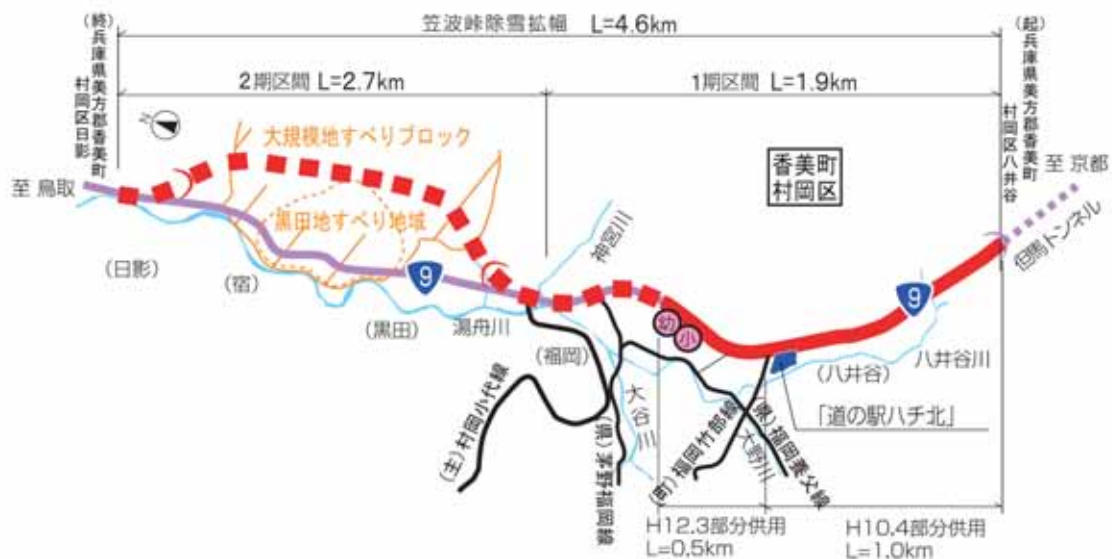 笠波峠除雪拡幅 L=4.6km
2期区間 L=2.7km
1期区間 L=1.9km
(終)兵庫県美方郡香美町
村岡区日影
(起)兵庫県美方郡香美町
村岡区八井谷
N
大規模地すべりブロック
黒田地すべり地域
香美町
村岡区
至 鳥取
至 京都
但馬トンネル
神宮川
9
9
(日影)
(宿)
(黒田)
湯舟川
(福岡)
幼
小
大谷川
(八井谷)
八井谷川
「道の駅ハチ北」
(主)村岡小代線
(県)茅野福岡線
(町)福岡竹部線
大野川
(県)福岡養父線
H12.3部分供用
L=0.5km
H10.4部分供用
L=1.0km